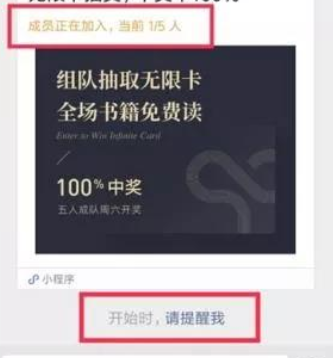 成员正在加入，当前 1/5 人
组队抽取无限卡
全场书籍免费读
Enter to Win Infinite Card
100% 中奖
五人成队周六开奖
小程序
开始时，请提醒我